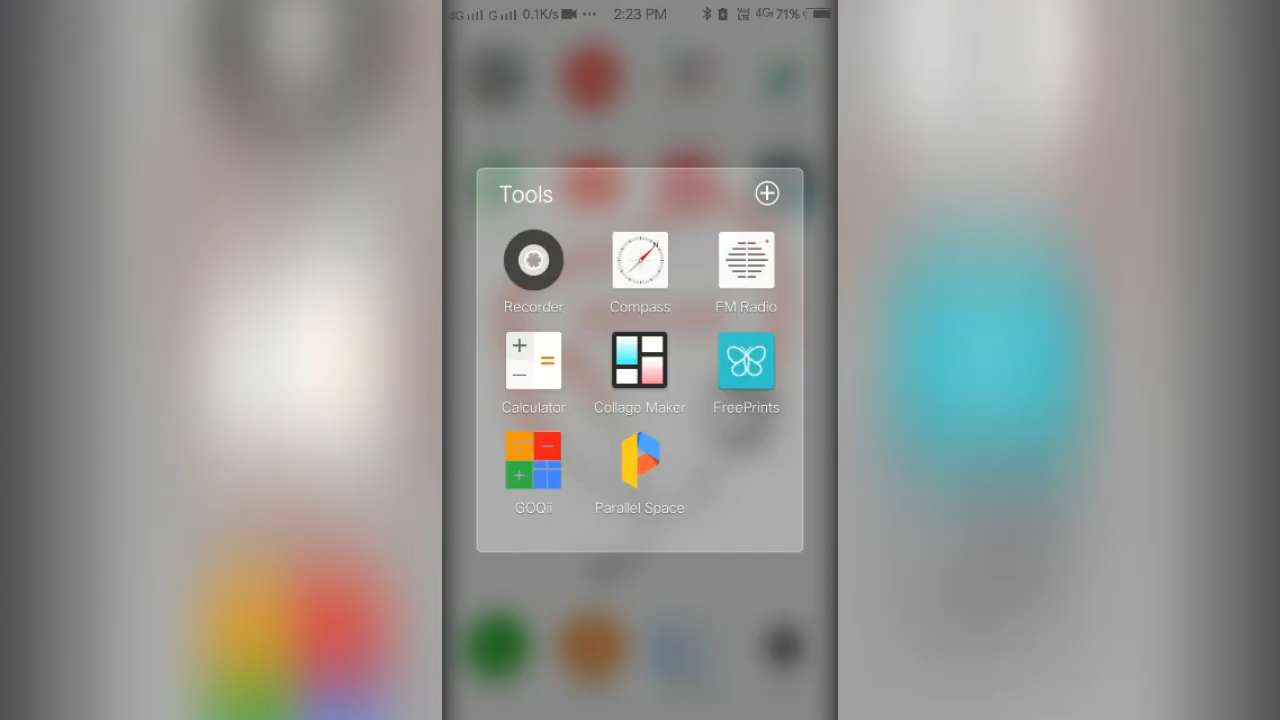 4G G 0.1K/s ... 2:23 PM VoLTE 4G 71%
Tools
Recorder Compass FM Radio
Calculator Collage Maker FreePrints
GOQii Parallel Space